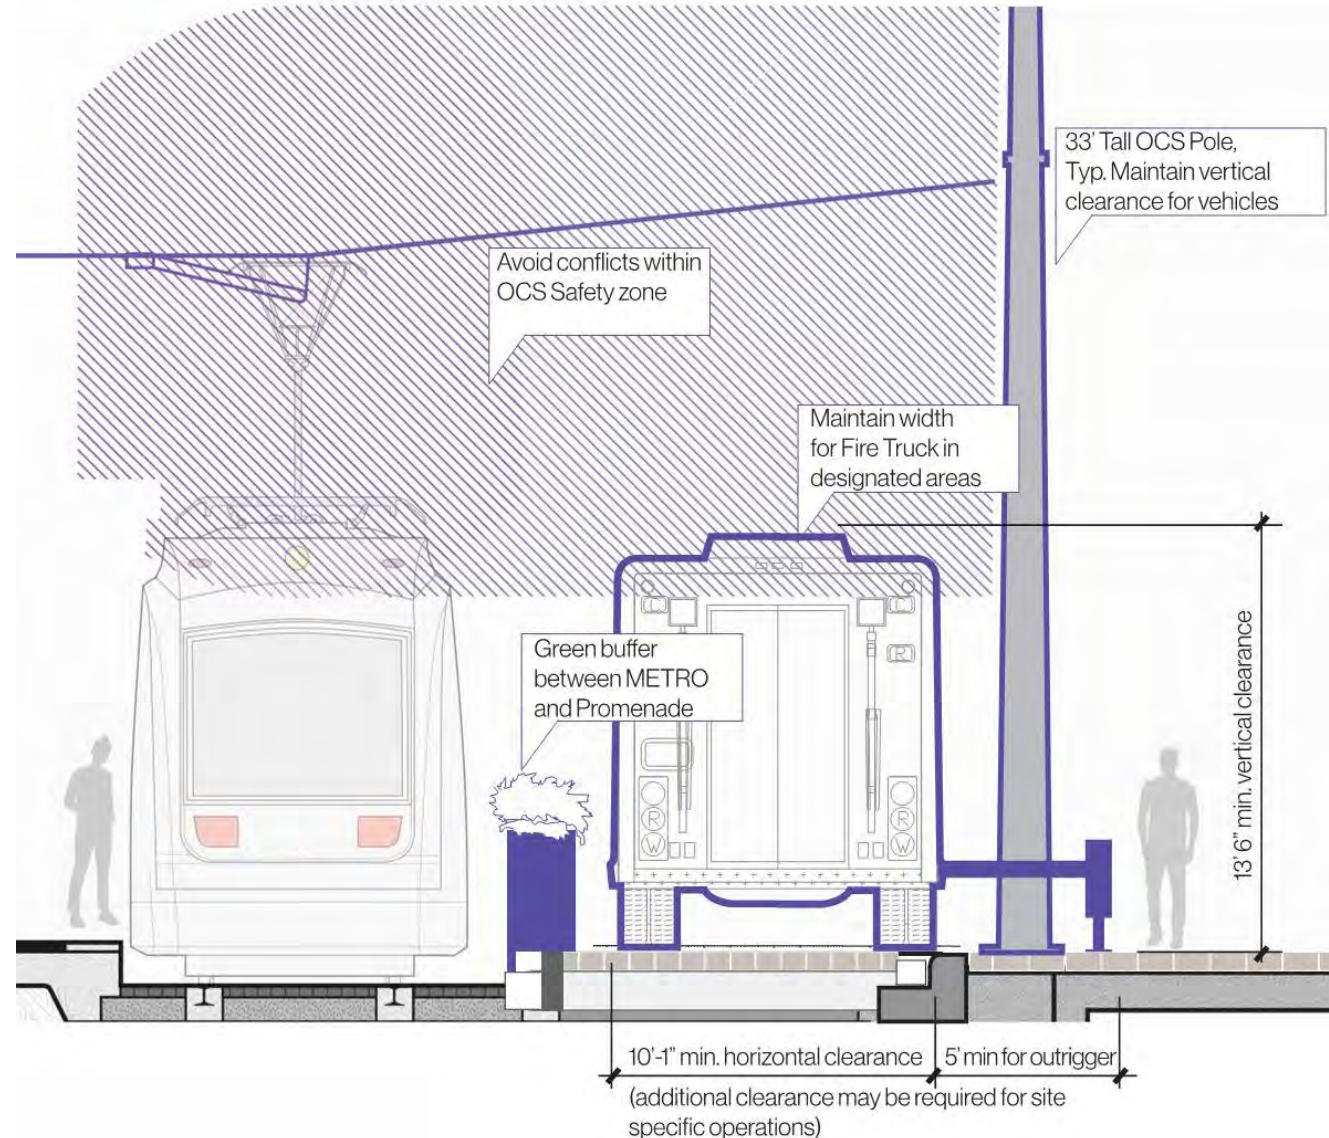 33' Tall OCS Pole,
Typ. Maintain vertical
clearance for vehicles
Avoid conflicts within
OCS Safety zone
Maintain width
for Fire Truck in
designated areas
Green buffer
between METRO
and Promenade
R
R
W
R
W
13' 6" min. vertical clearance
10'-1" min. horizontal clearance
5' min for outrigger
(additional clearance may be required for site
specific operations)